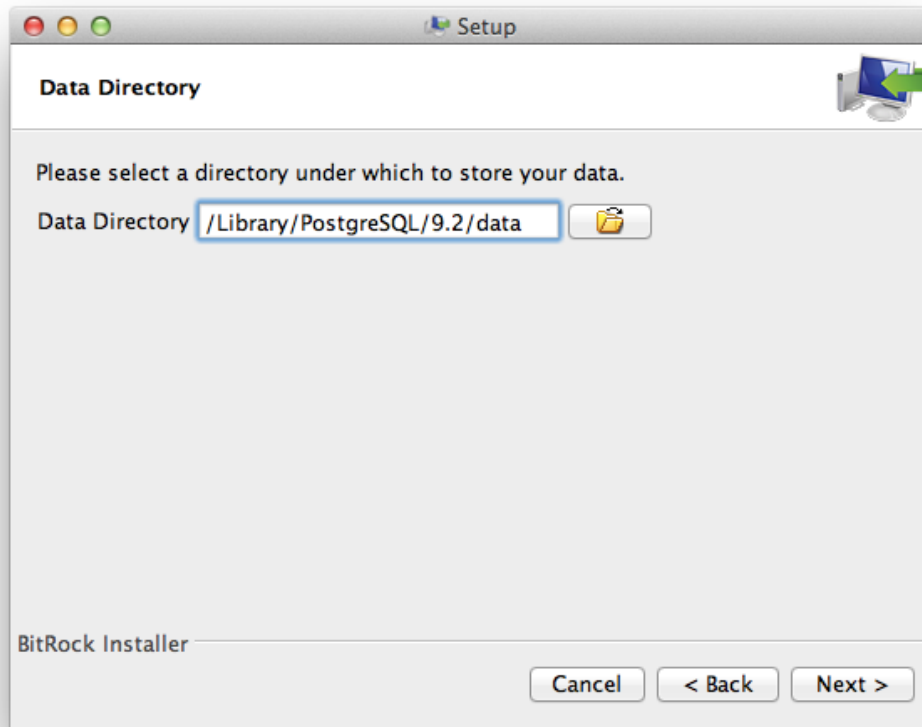 Setup
Data Directory
Please select a directory under which to store your data.
Data Directory /Library/PostgreSQL/9.2/data
BitRock Installer
Cancel < Back Next >